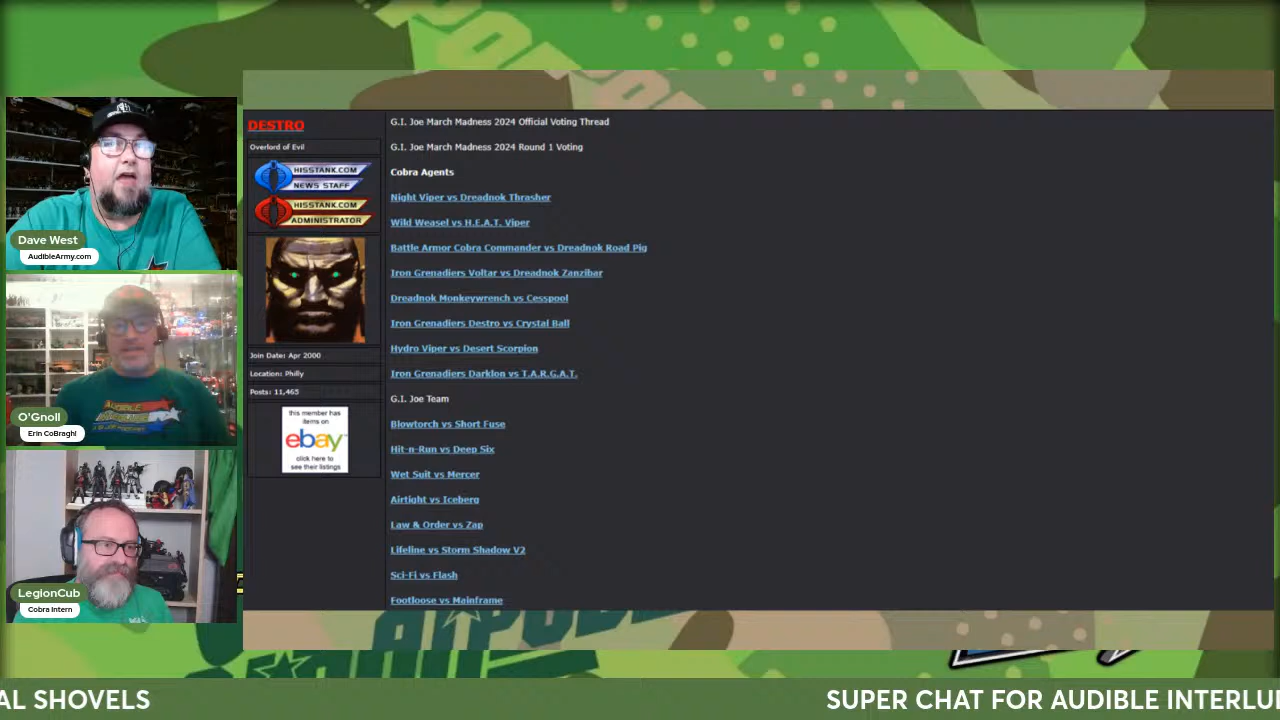 Dave West
AudibleArmy.com
O'Gnoll
Erin CoBraghl
LegionCub
Cobra Intern
DESTRO
Overlord of Evil
HISSTANK.COM
NEWS STAFF
HISSTANK.COM
ADMINISTRATOR
Join Date: Apr 2000
Location: Philly
Posts: 11,465
this member has
items on
ebay
click here to
see their listings
G.I. Joe March Madness 2024 Official Voting Thread
G.I. Joe March Madness 2024 Round 1 Voting
Cobra Agents
Night Viper vs Dreadnok Thrasher
Wild Weasel vs H.E.A.T. Viper
Battle Armor Cobra Commander vs Dreadnok Road Pig
Iron Grenadiers Voltar vs Dreadnok Zanzibar
Dreadnok Monkeywrench vs Cesspool
Iron Grenadiers Destro vs Crystal Ball
Hydro Viper vs Desert Scorpion
Iron Grenadiers Darklon vs T.A.R.G.A.T.
G.I. Joe Team
Blowtorch vs Short Fuse
Hit-n-Run vs Deep Six
Wet Suit vs Mercer
Airtight vs Iceberg
Law & Order vs Zap
Lifeline vs Storm Shadow V2
Sci-Fi vs Flash
Footloose vs Mainframe
AL SHOVELS
SUPER CHAT FOR AUDIBLE INTERLU